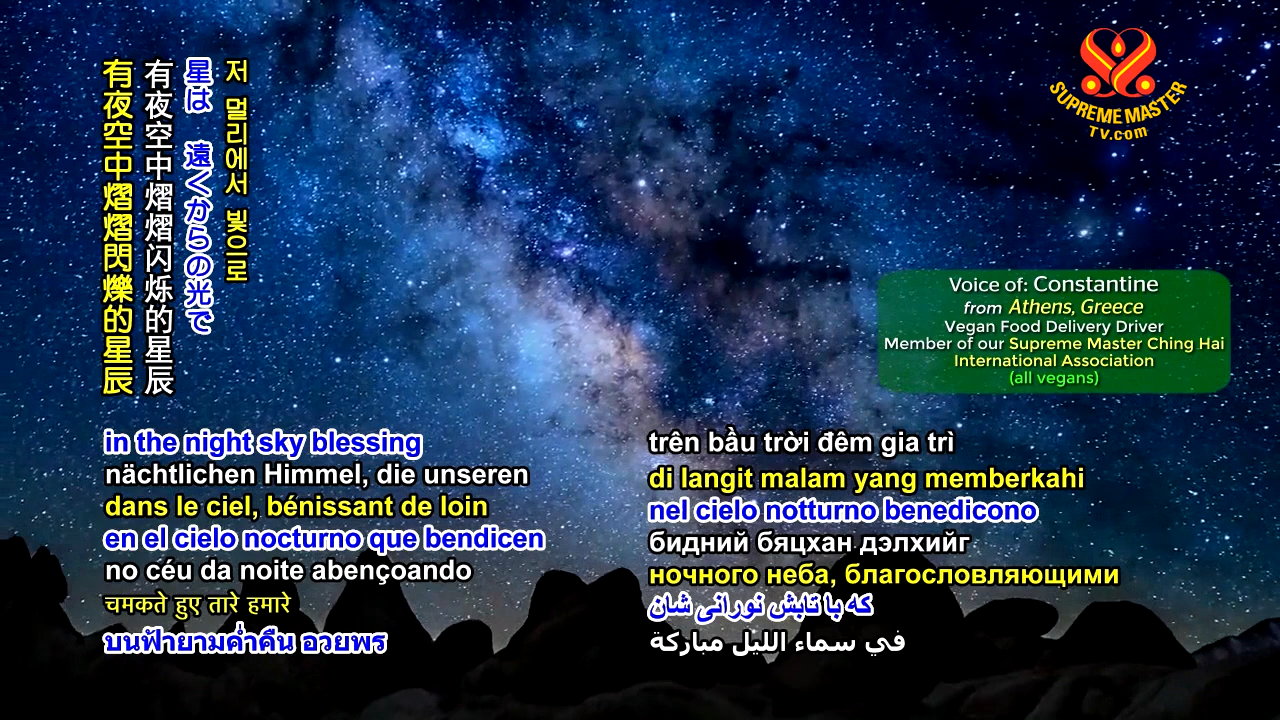 저 멀리에서 빛으로
星は 遠くからの光で
有夜空中熠熠闪烁的星辰
有夜空中熠熠閃爍的星辰
SUPREME MASTER
TV.com
Voice of: Constantine
from Athens, Greece
Vegan Food Delivery Driver
Member of our Supreme Master Ching Hai
International Association
(all vegans)
in the night sky blessing
nächtlichen Himmel, die unseren
dans le ciel, bénissant de loin
en el cielo nocturno que bendicen
no céu da noite abençoando
चमकते हुए तारे हमारे
บนฟ้ายามค่ำคืน อวยพร
trên bầu trời đêm gia trì
di langit malam yang memberkahi
nel cielo notturno benedicono
бидний бяцхан дэлхийг
ночного неба, благословляющими
که با تابش نورانی شان
في سماء الليل مباركة